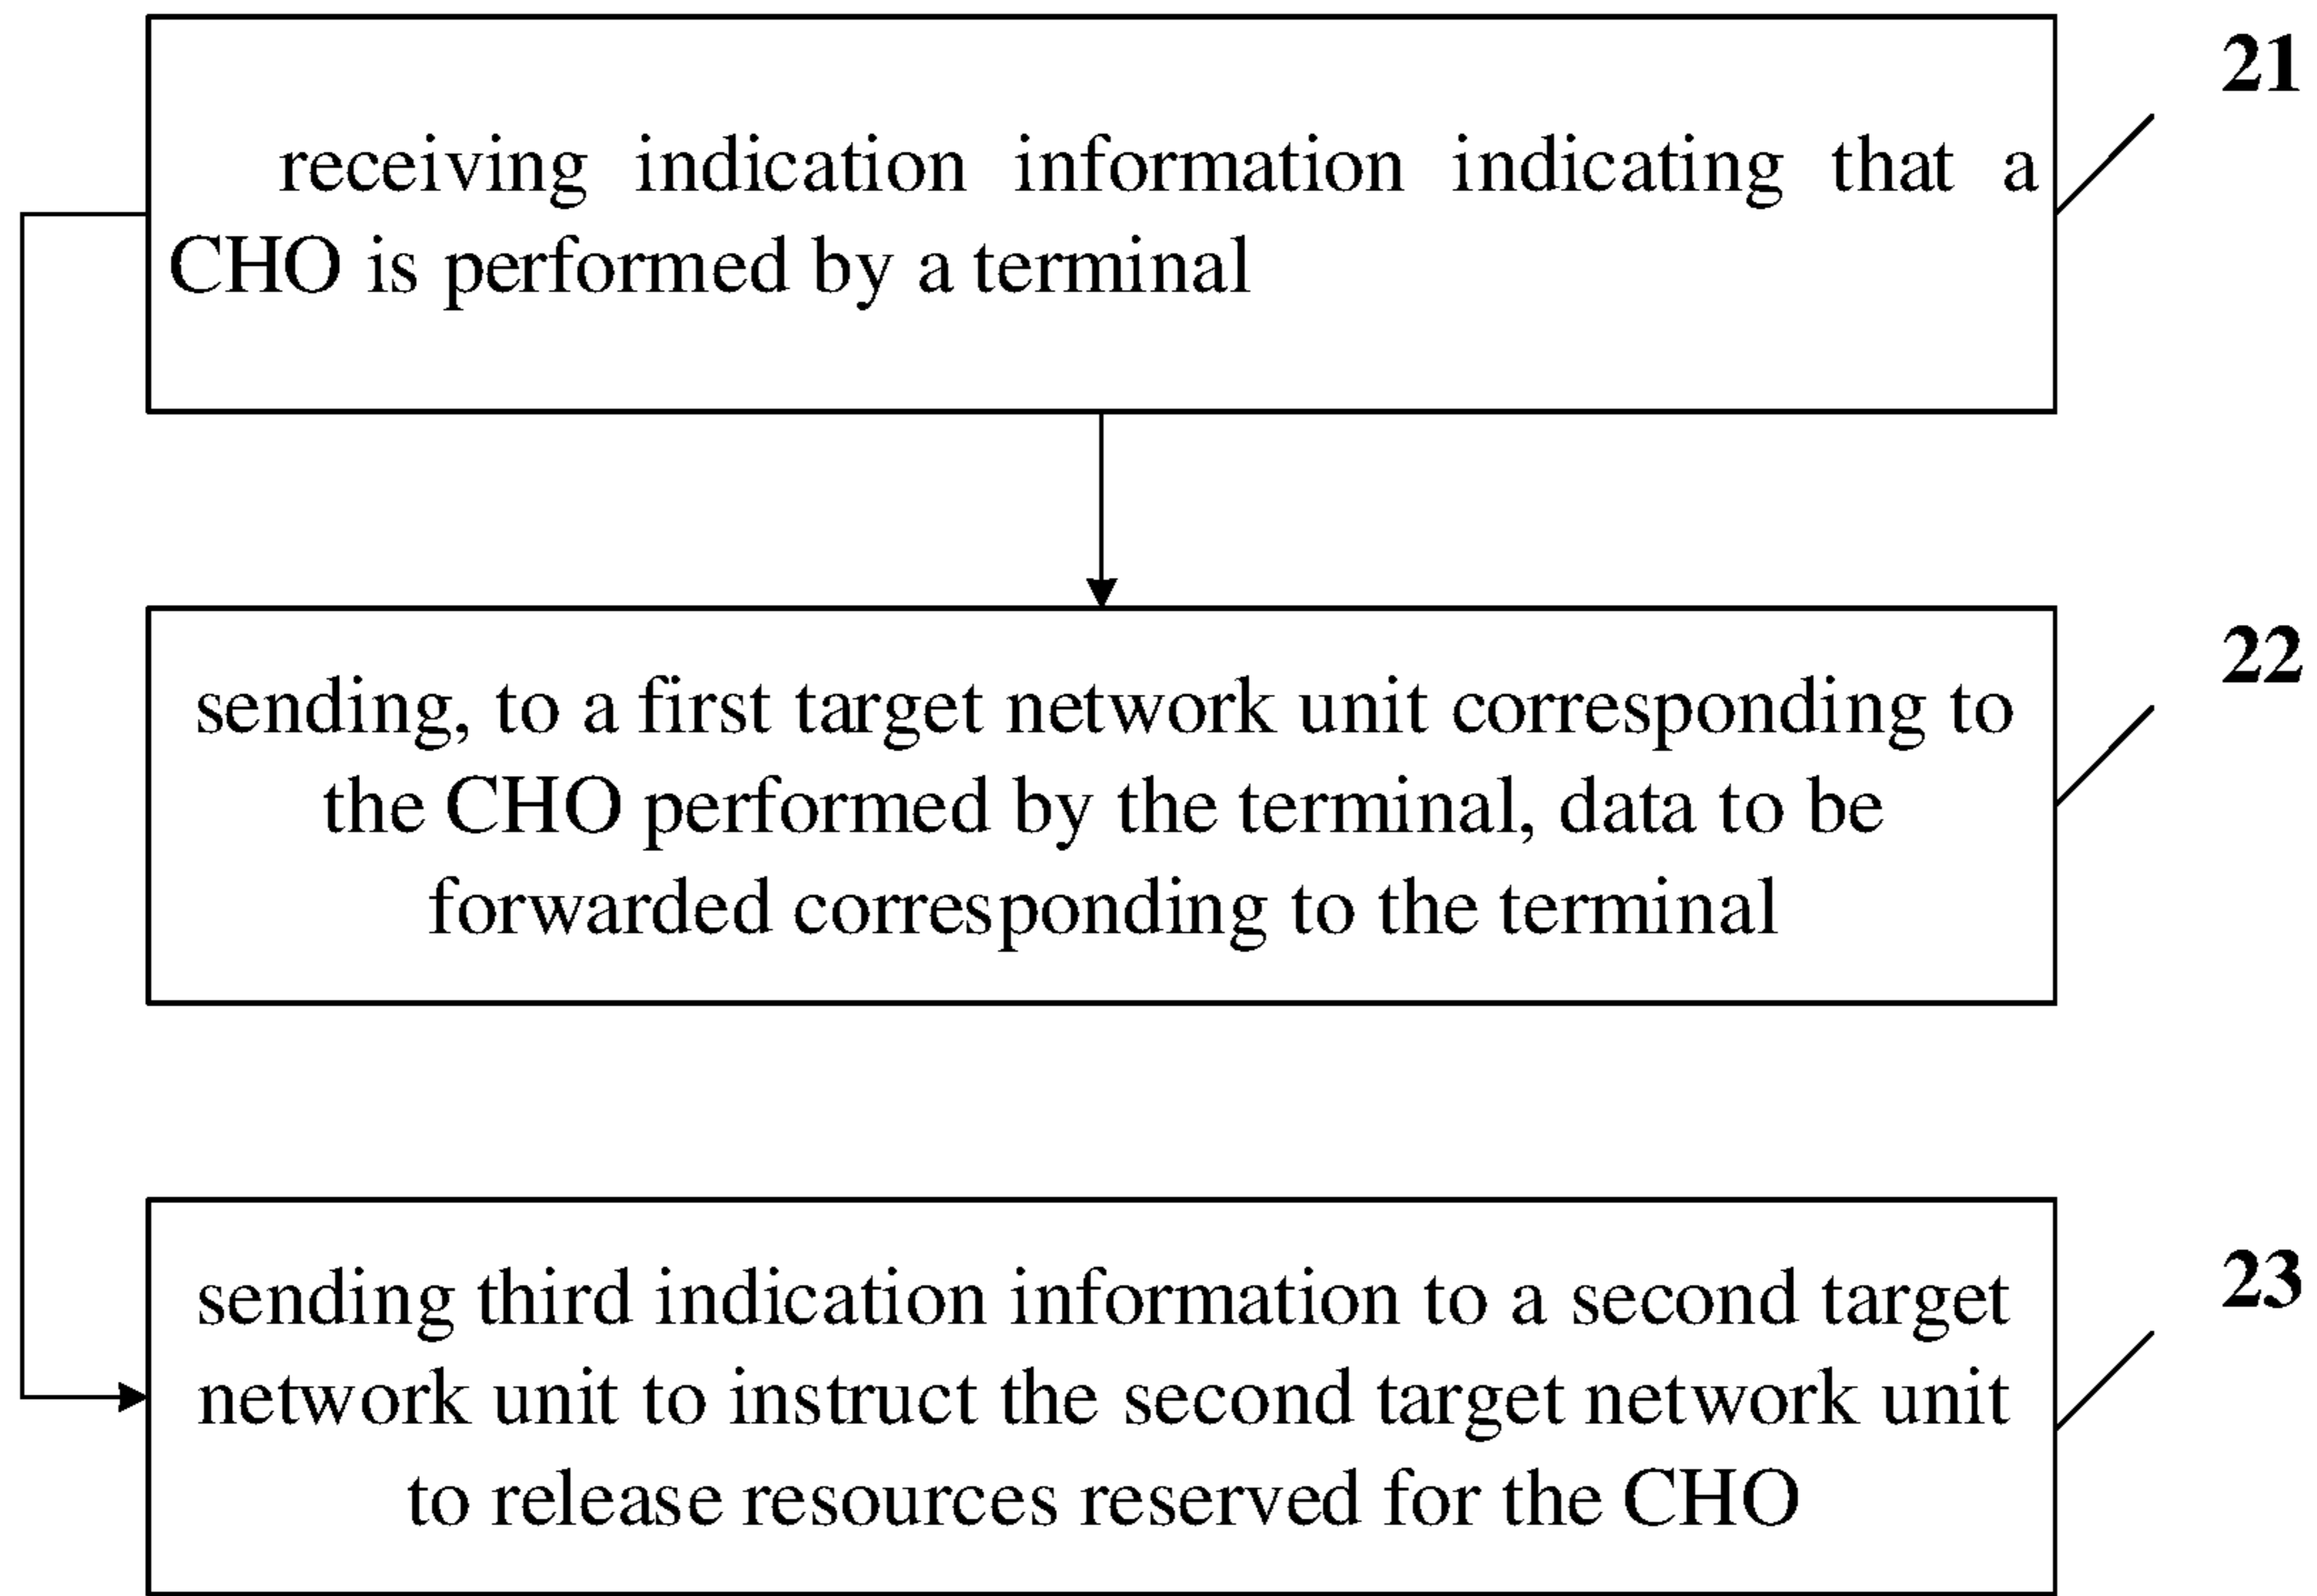 21
receiving indication information indicating that a
CHO is performed by a terminal
22
sending, to a first target network unit corresponding to
the CHO performed by the terminal, data to be
forwarded corresponding to the terminal
23
sending third indication information to a second target
network unit to instruct the second target network unit
to release resources reserved for the CHO